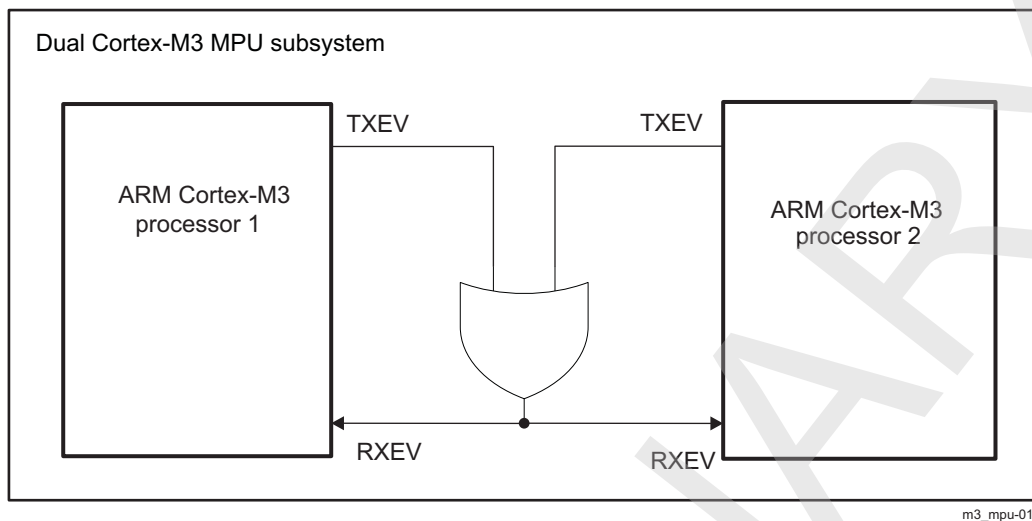 Dual Cortex-M3 MPU subsystem
TXEV
TXEV
ARM Cortex-M3
processor 1
ARM Cortex-M3
processor 2
RXEV
RXEV
m3_mpu-01